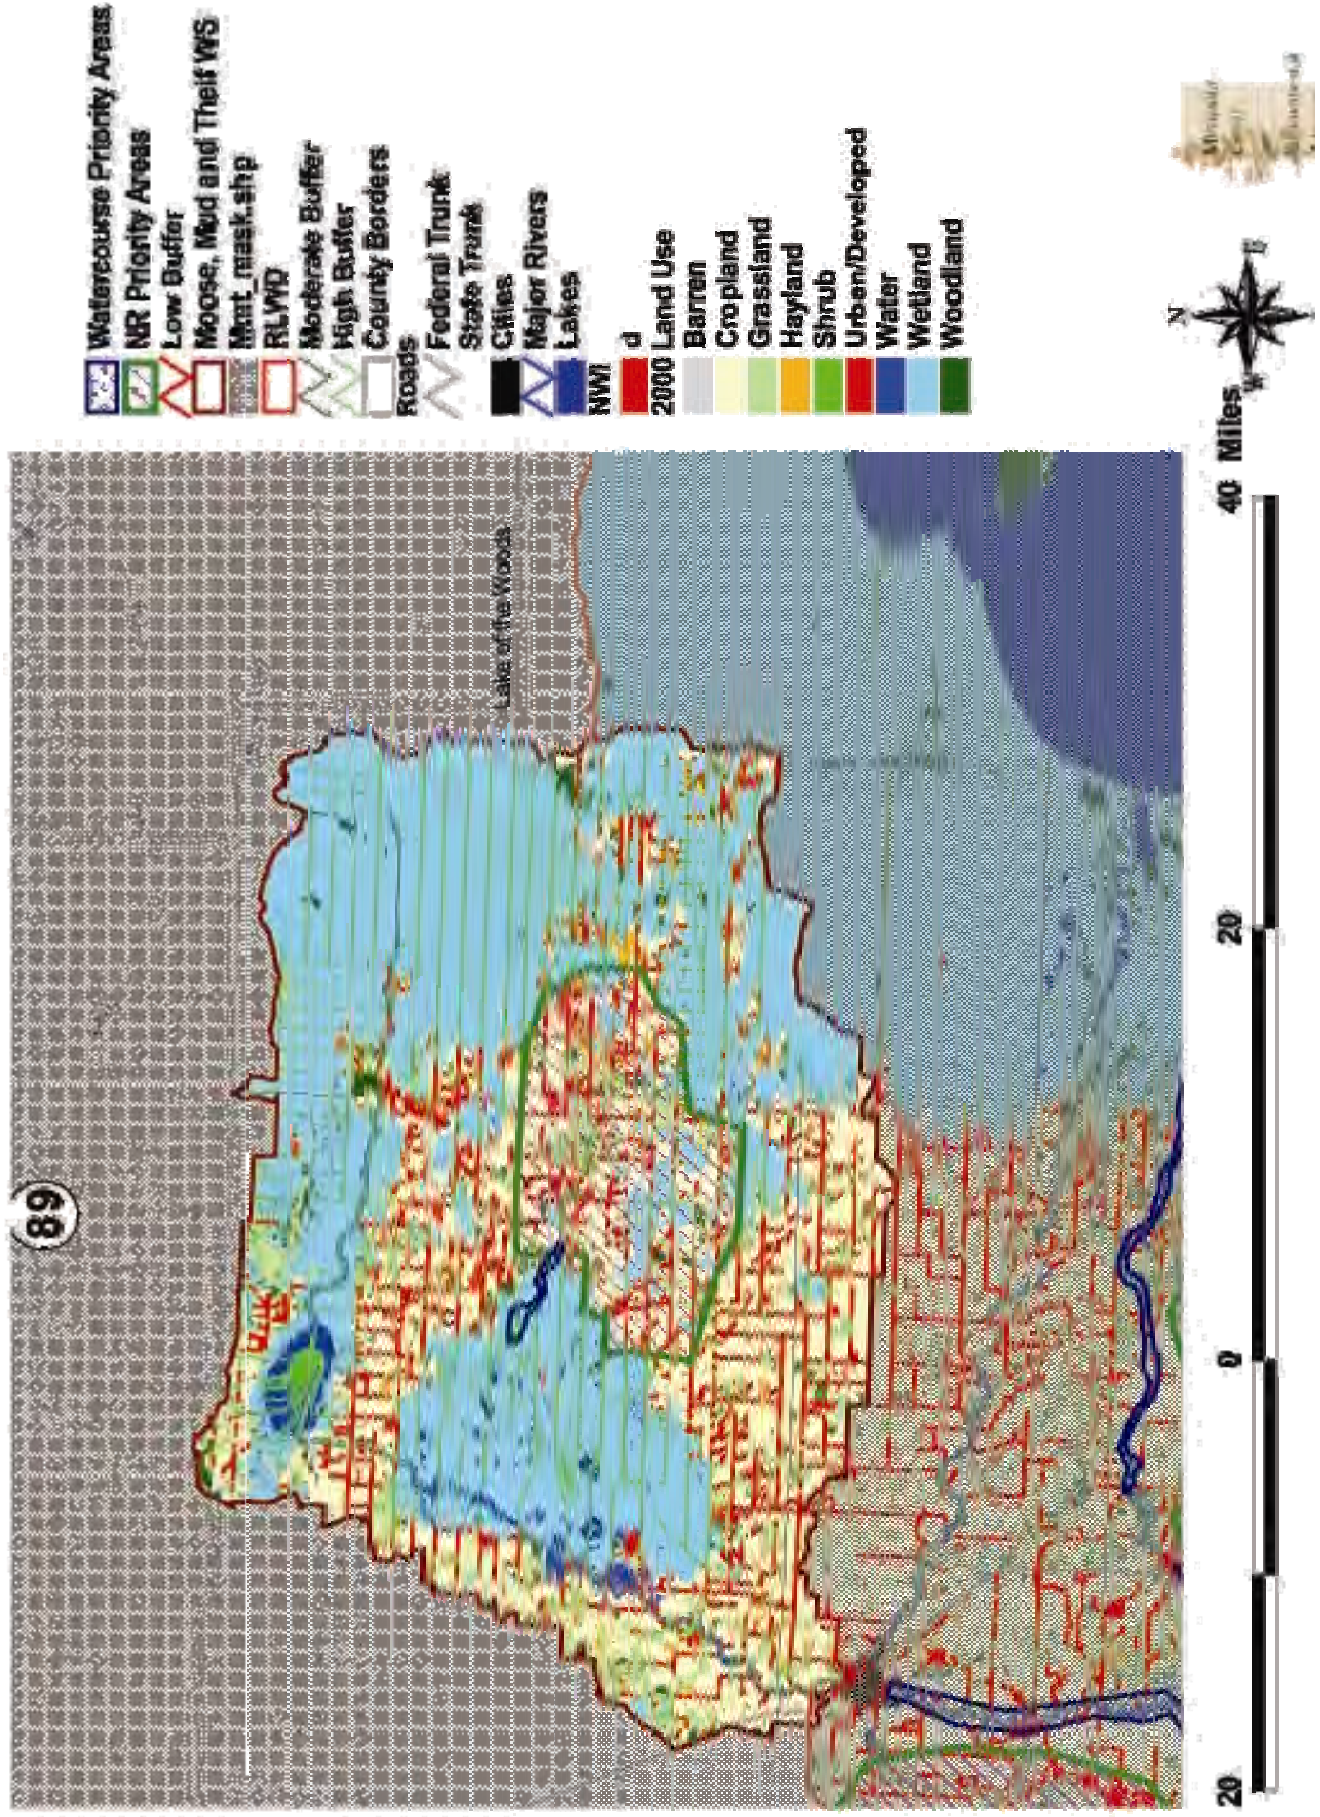 Watercourse Priority Areas
NR Priority Areas
Low Buffer
Moose, Mud and Theif WS
Mnt_mask.shp
RLWD
Moderate Buffer
High Buffer
County Borders
Roads
Federal Trunk
State Trunk
Cities
Major Rivers
Lakes
NWI
d
2000 Land Use
Barren
Cropland
Grassland
Hayland
Shrub
Urban/Developed
Water
Wetland
Woodland
89
Lake of the Woods
20 0 20 40 Miles
N
E
W